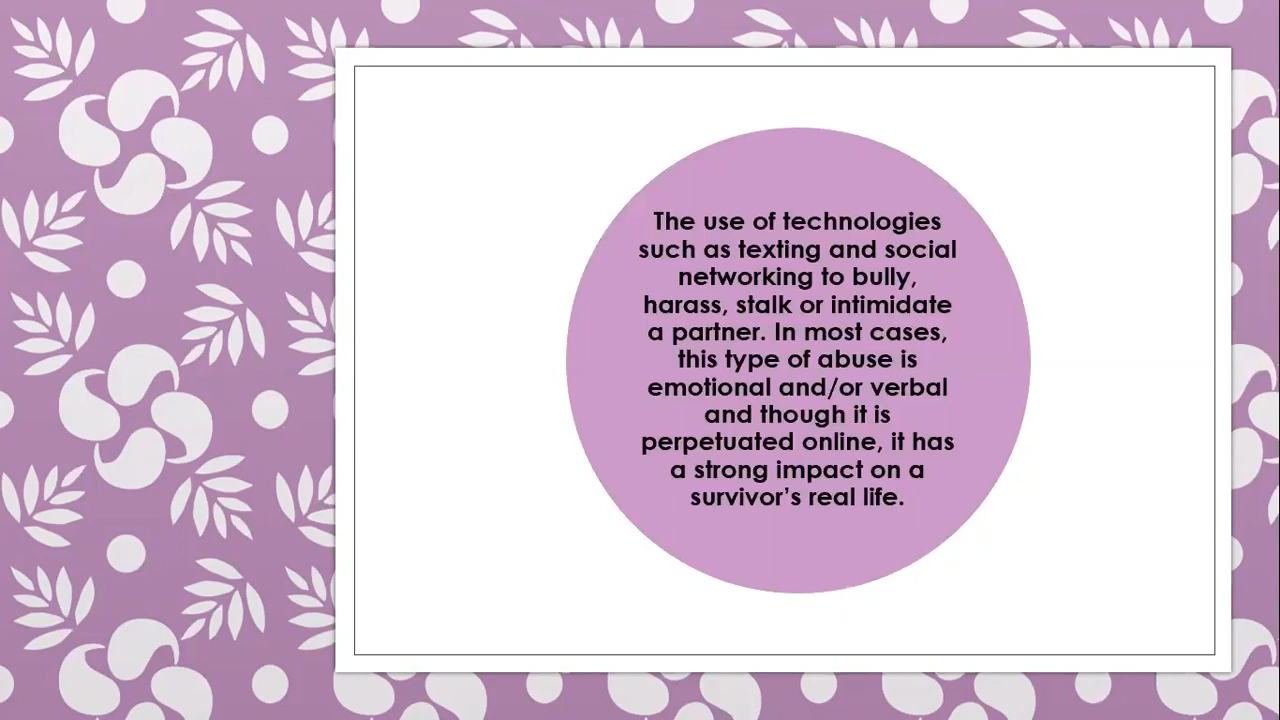 The use of technologies
such as texting and social
networking to bully,
harass, stalk or intimidate
a partner. In most cases,
this type of abuse is
emotional and/or verbal
and though it is
perpetuated online, it has
a strong impact on a
survivor’s real life.